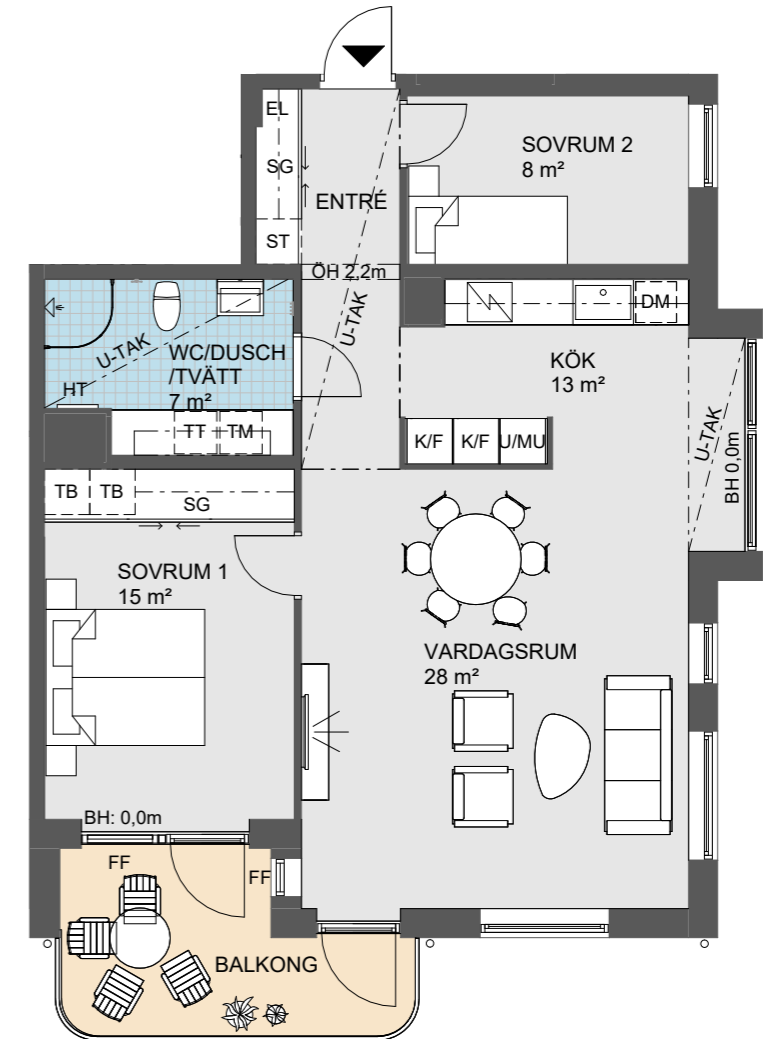 EL
SG
ST
ENTRÉ
ÖH 2,2m
SOVRUM 2
8 m²
U-TAK
DM
KÖK
13 m²
U-TAK
WC/DUSCH
/TVÄTT
7 m²
HT
TT
TM
K/F
K/F
U/MU
U-TAK
BH 0,0m
TB
TB
SG
SOVRUM 1
15 m²
VARDAGSRUM
28 m²
BH: 0,0m
FF
FF
BALKONG